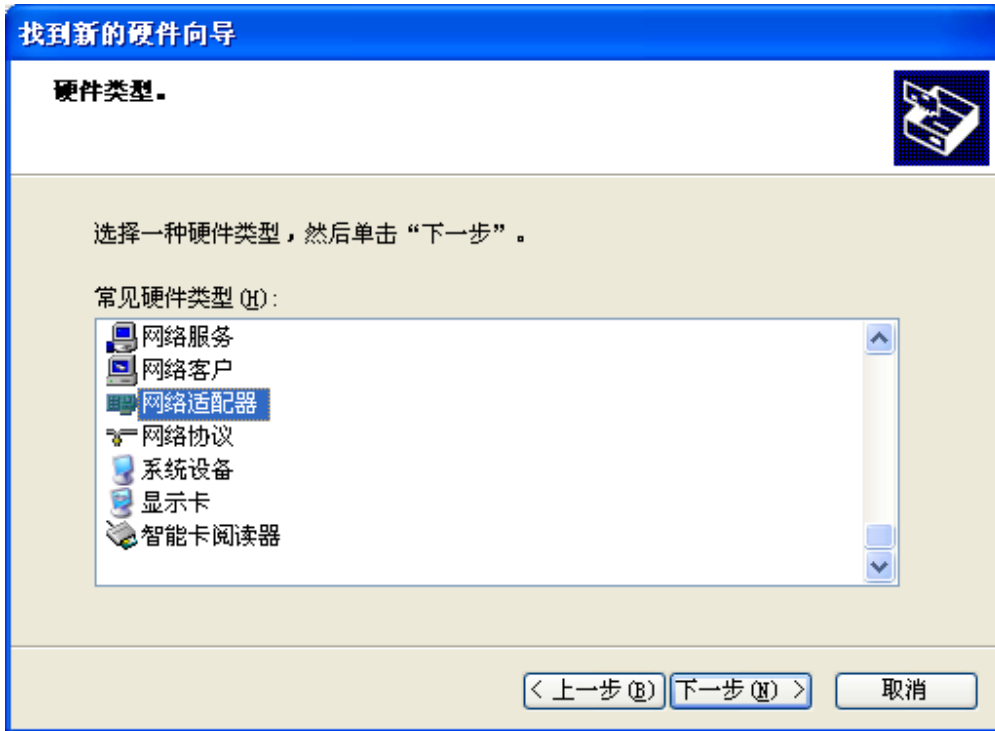 找到新的硬件向导
硬件类型。
选择一种硬件类型，然后单击“下一步”。
常见硬件类型(H):
网络服务
网络客户
网络适配器
网络协议
系统设备
显示卡
智能卡阅读器
< 上一步(B) 下一步(N) > 取消